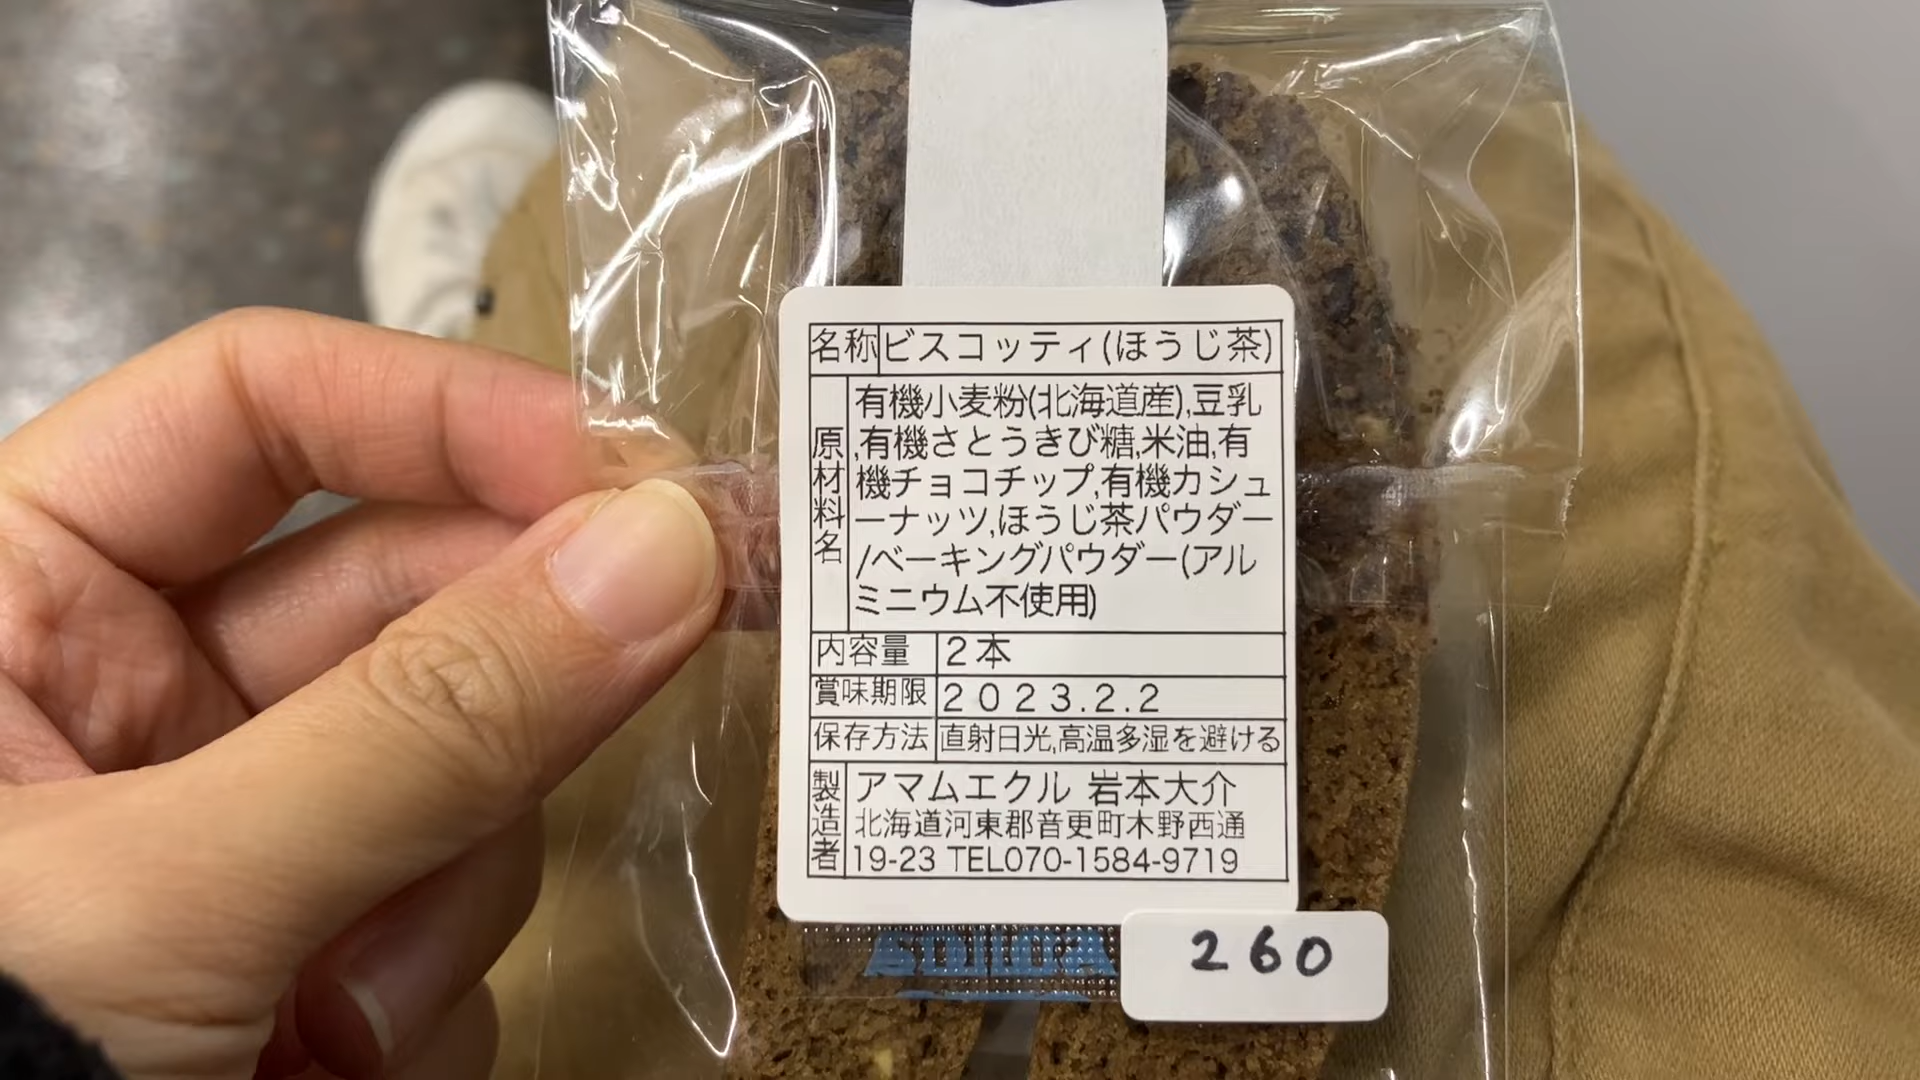 名称 ビスコッティ(ほうじ茶)
原材料名 有機小麦粉(北海道産),豆乳
,有機さとうきび糖,米油,有
機チョコチップ,有機カシュ
ーナッツ,ほうじ茶パウダー
/ベーキングパウダー(アル
ミニウム不使用)
内容量 2本
賞味期限 2023.2.2
保存方法 直射日光,高温多湿を避ける
製造者 アマムエクル 岩本大介
北海道河東郡音更町木野西通
19-23 TEL070-1584-9719
260